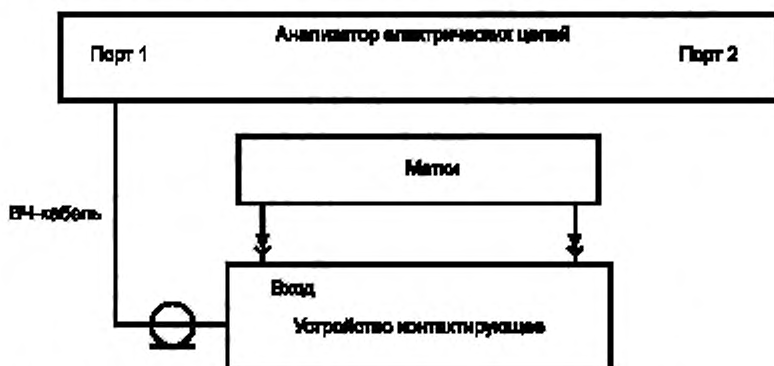 Анализатор электрических цепей
Порт 1
Порт 2
Метки
ВЧ-кабель
Вход
Устройство контактирующее